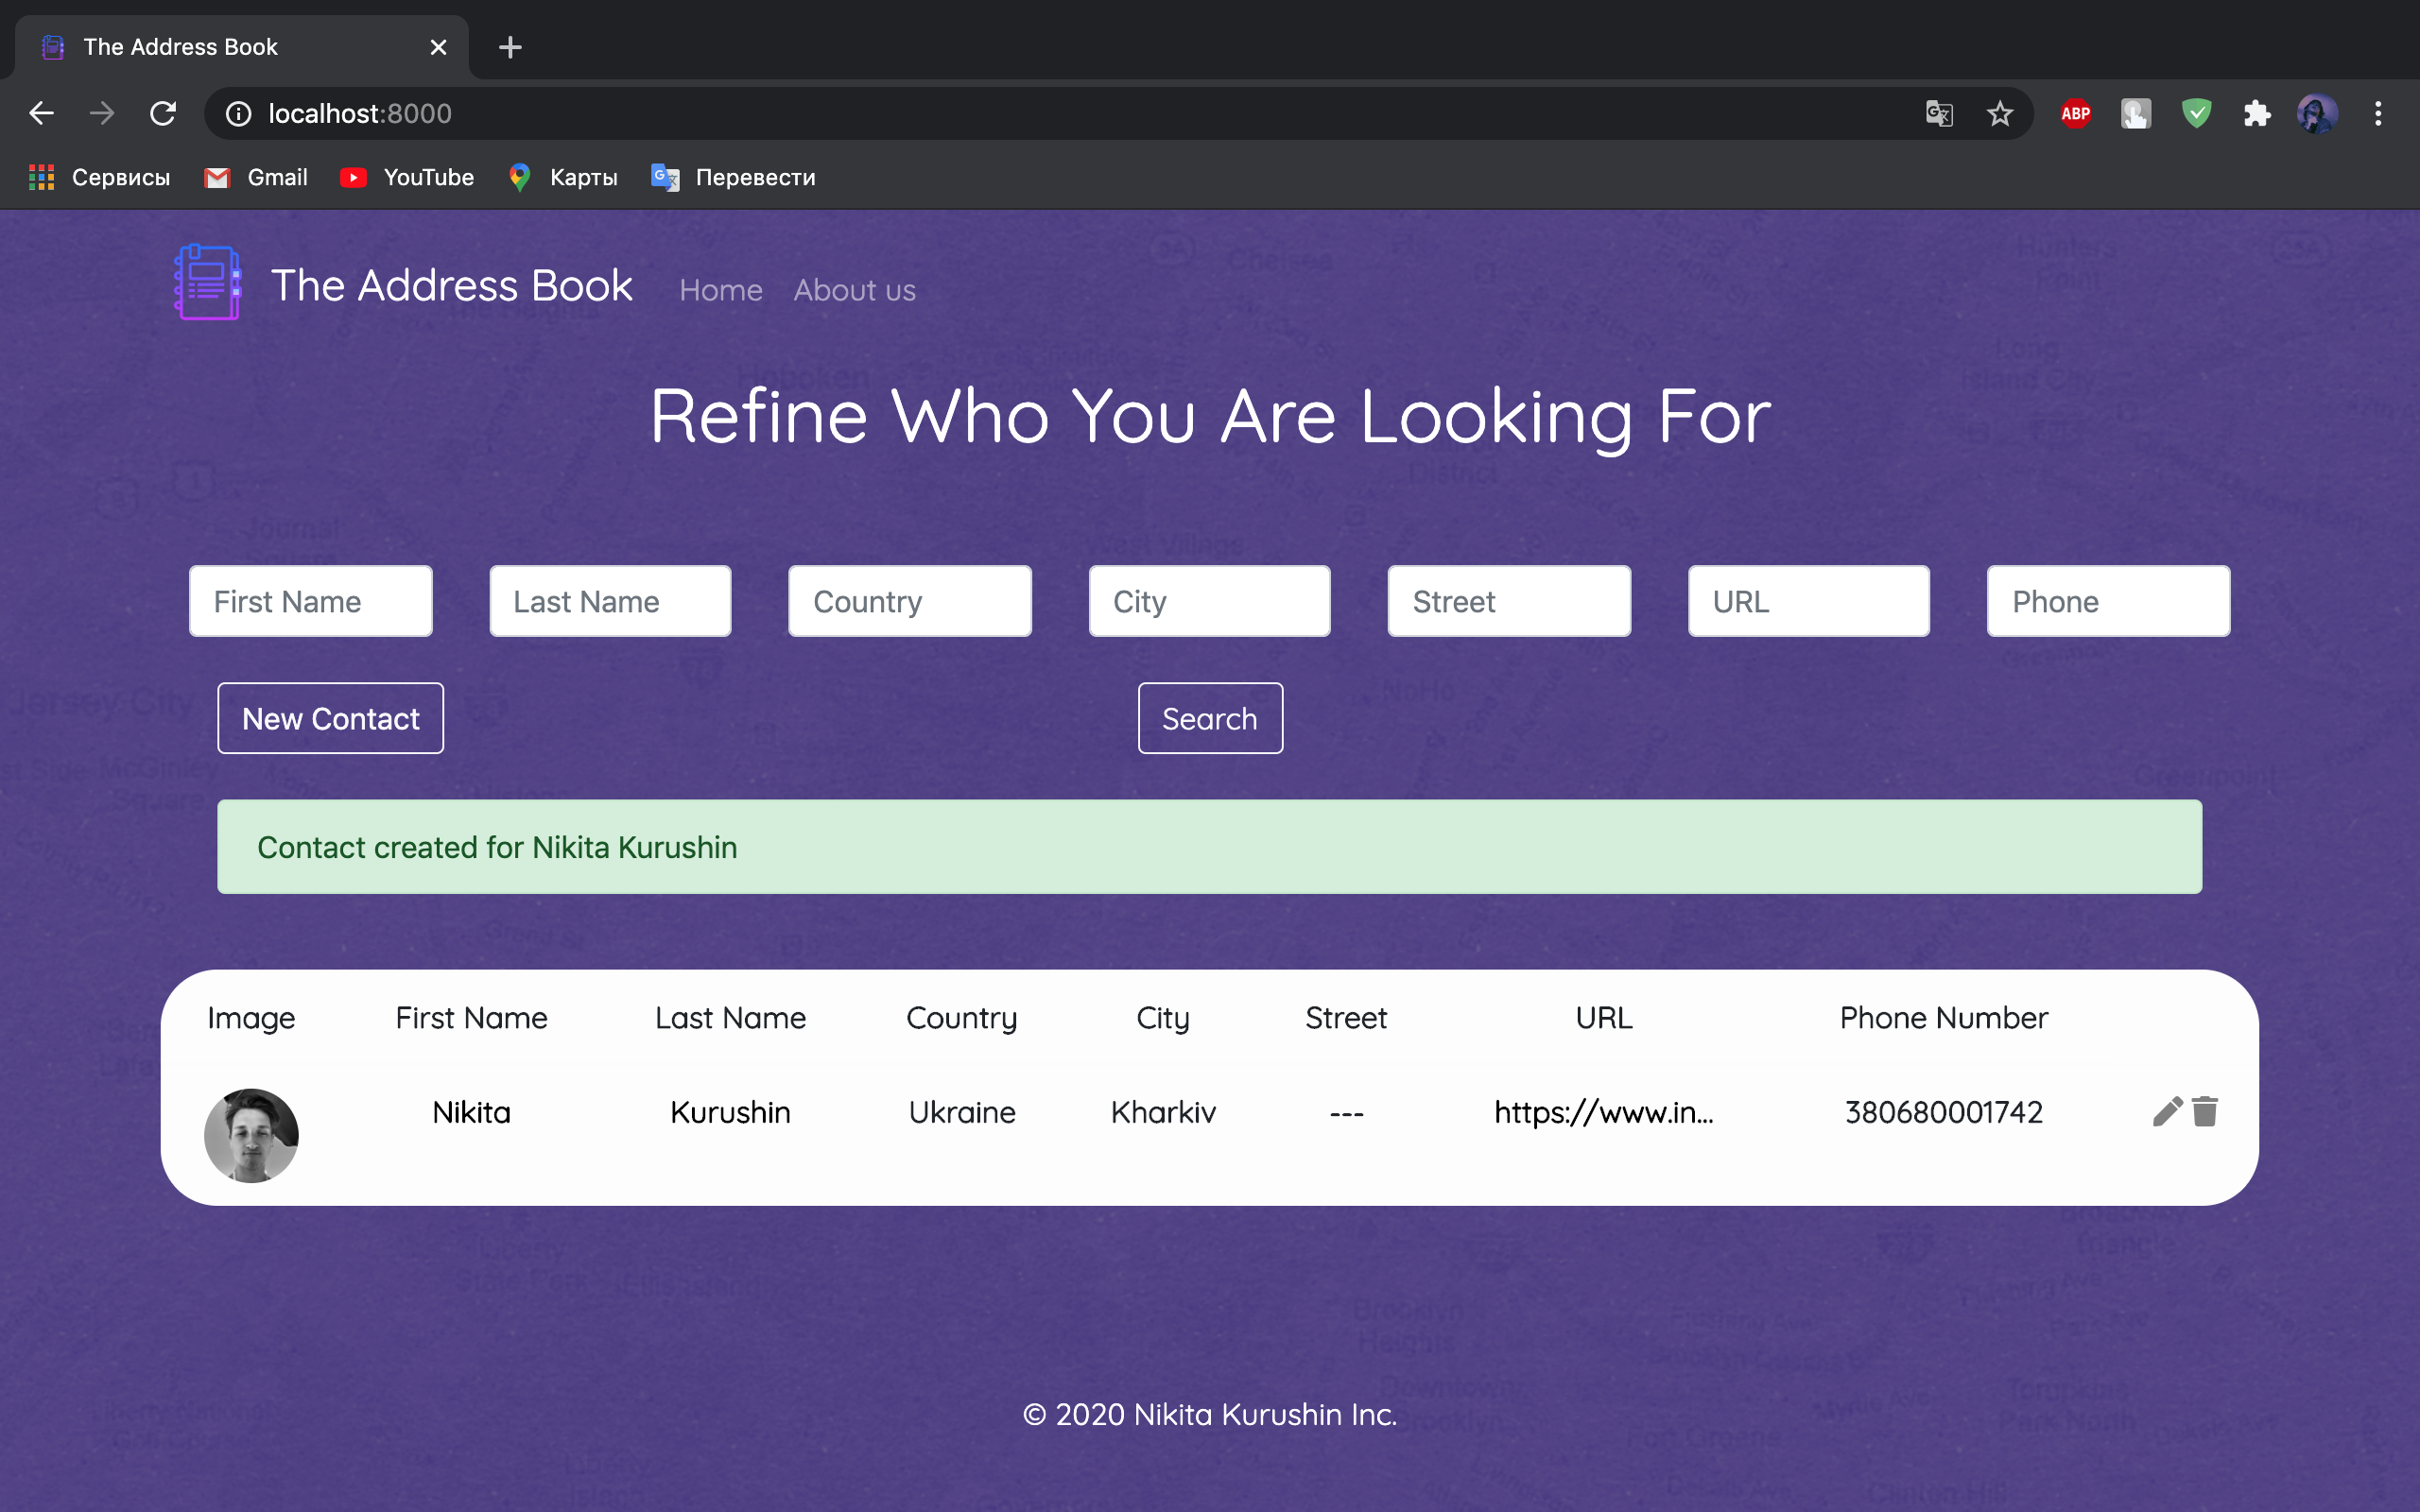 The Address Book
localhost:8000
ABP
Сервисы Gmail YouTube Карты Перевести
The Address Book Home About us
Refine Who You Are Looking For
First Name Last Name Country City Street URL Phone
New Contact Search
Contact created for Nikita Kurushin
Image First Name Last Name Country City Street URL Phone Number
Nikita Kurushin Ukraine Kharkiv --- https://www.in... 380680001742
© 2020 Nikita Kurushin Inc.